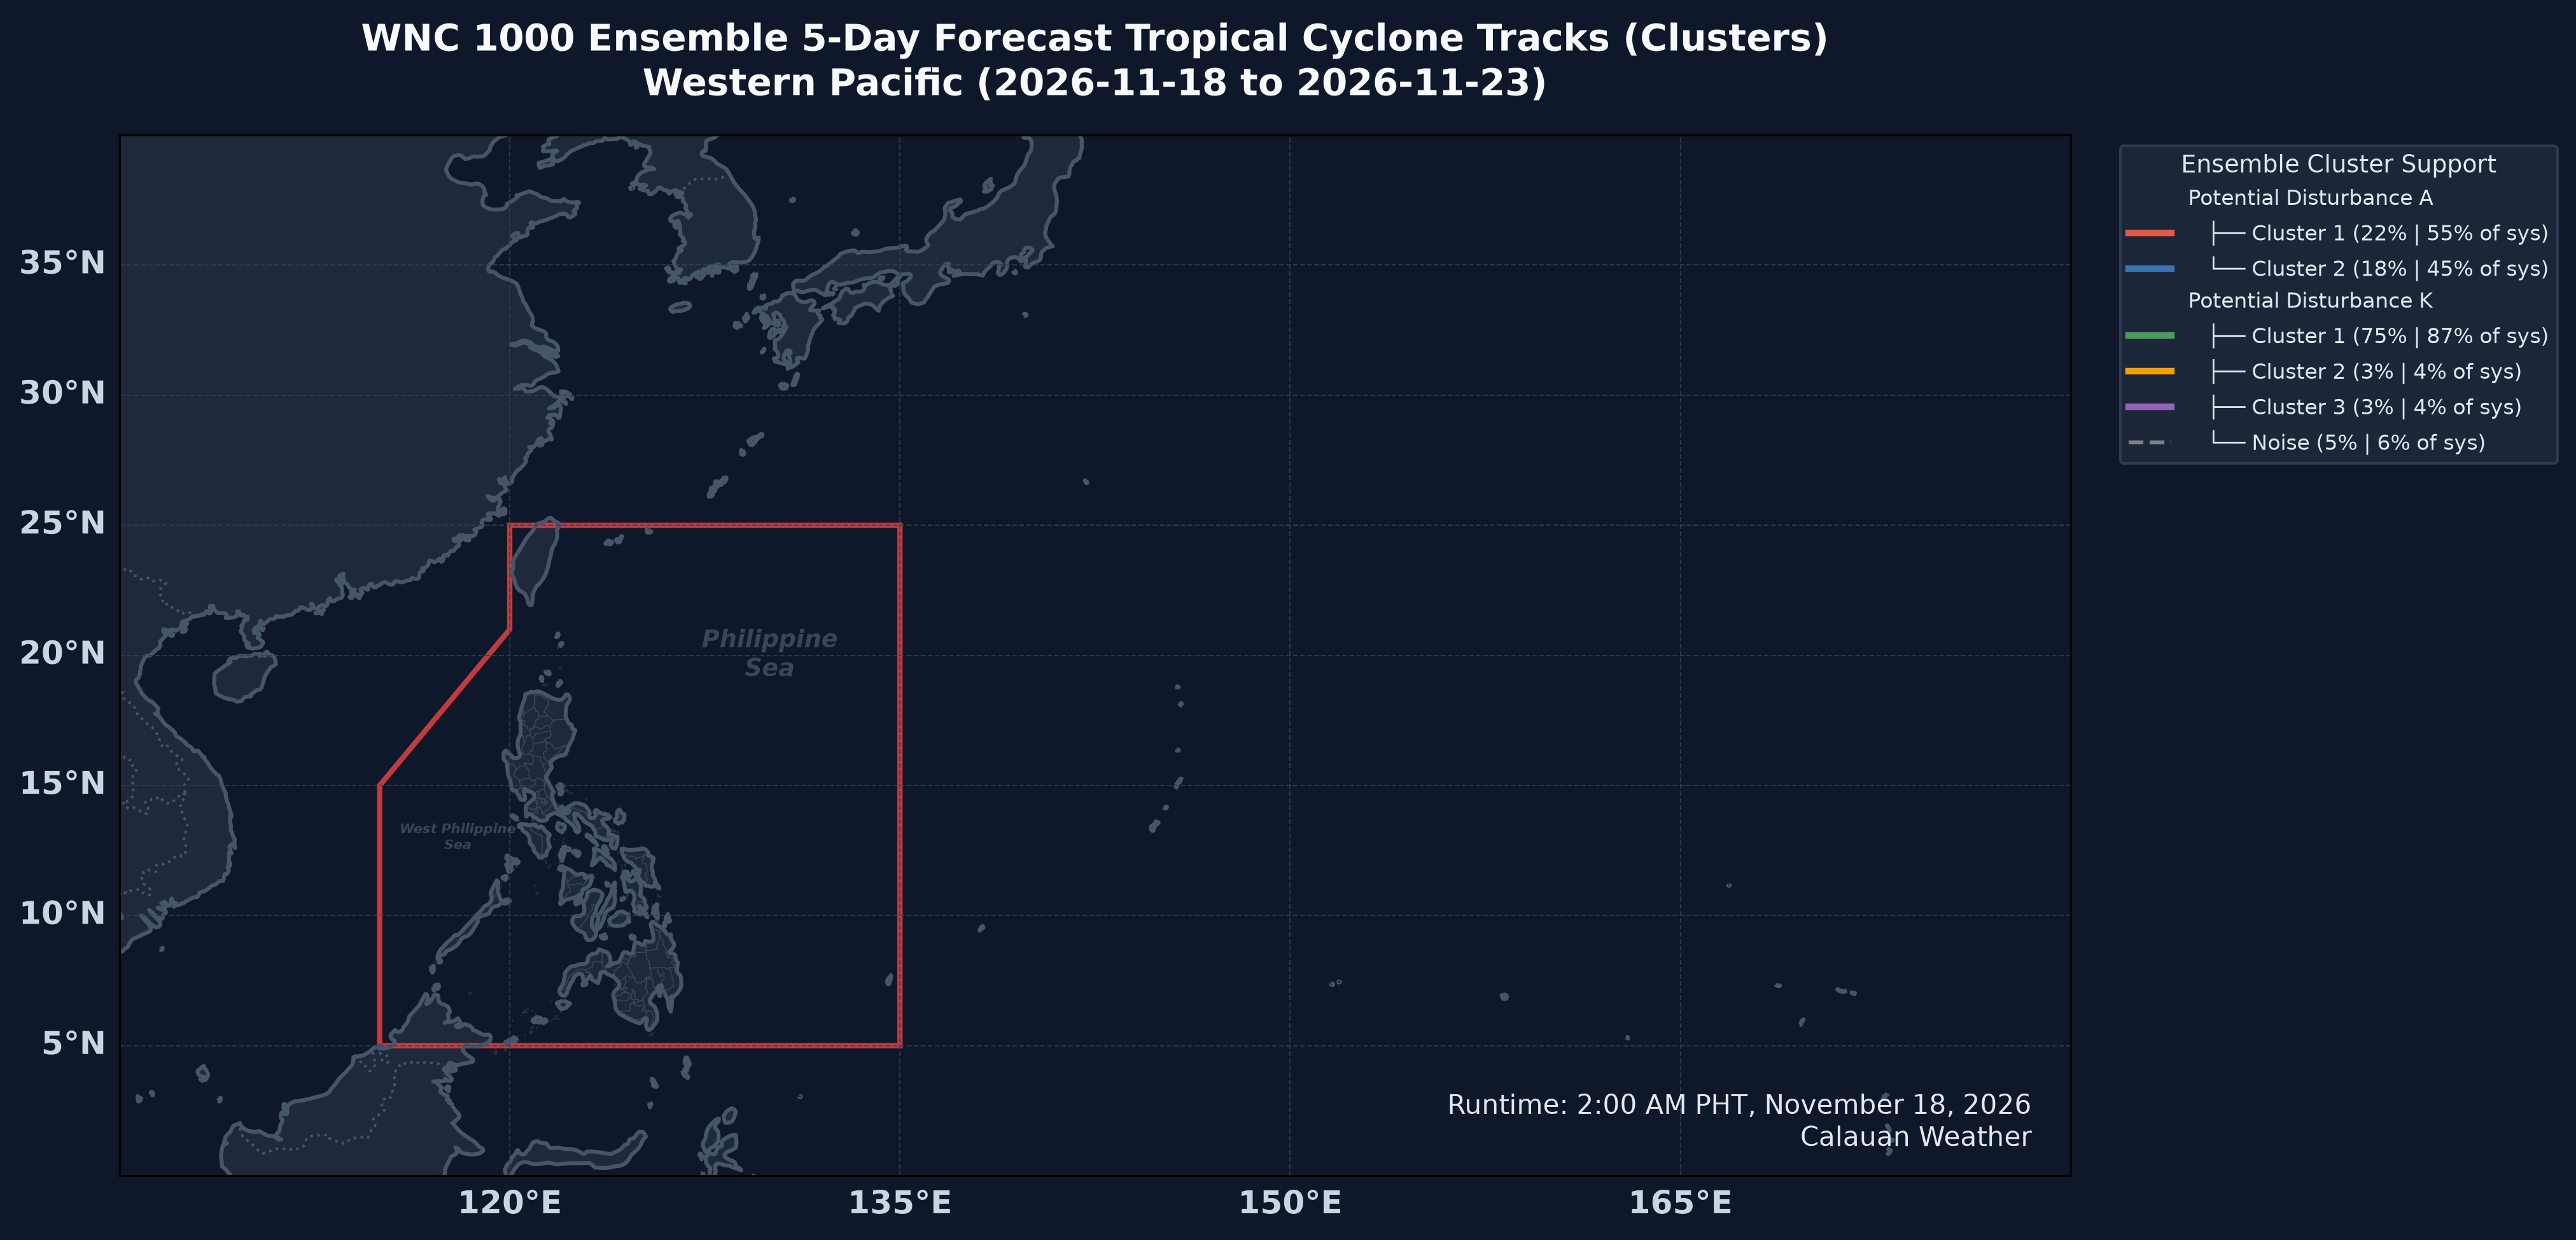 WNC 1000 Ensemble 5-Day Forecast Tropical Cyclone Tracks (Clusters)
Western Pacific (2026-11-18 to 2026-11-23)
Ensemble Cluster Support
Potential Disturbance A
Cluster 1 (22% | 55% of sys)
Cluster 2 (18% | 45% of sys)
Potential Disturbance K
Cluster 1 (75% | 87% of sys)
Cluster 2 (3% | 4% of sys)
Cluster 3 (3% | 4% of sys)
Noise (5% | 6% of sys)
35°N
30°N
25°N
20°N
15°N
10°N
5°N
Philippine
Sea
West Philippine
Sea
Runtime: 2:00 AM PHT, November 18, 2026
Calauan Weather
120°E
135°E
150°E
165°E